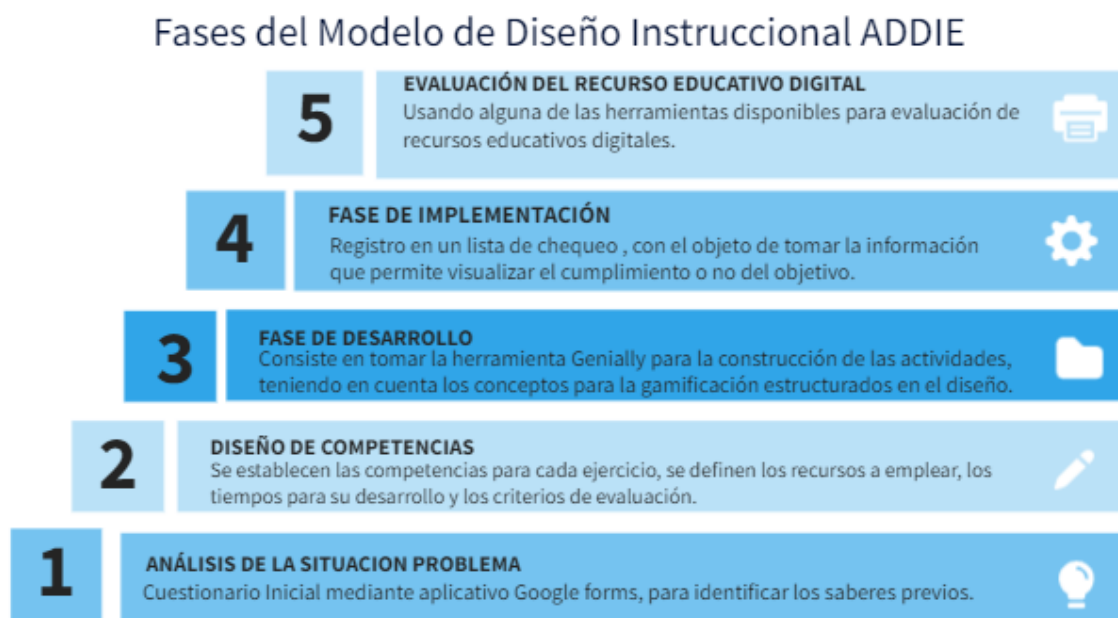 Fases del Modelo de Diseño Instruccional ADDIE
5
EVALUACIÓN DEL RECURSO EDUCATIVO DIGITAL
Usando alguna de las herramientas disponibles para evaluación de
recursos educativos digitales.
4
FASE DE IMPLEMENTACIÓN
Registro en un lista de chequeo , con el objeto de tomar la información
que permite visualizar el cumplimiento o no del objetivo.
3
FASE DE DESARROLLO
Consiste en tomar la herramienta Genially para la construcción de las actividades,
teniendo en cuenta los conceptos para la gamificación estructurados en el diseño.
2
DISEÑO DE COMPETENCIAS
Se establecen las competencias para cada ejercicio, se definen los recursos a emplear, los
tiempos para su desarrollo y los criterios de evaluación.
1
ANÁLISIS DE LA SITUACION PROBLEMA
Cuestionario Inicial mediante aplicativo Google forms, para identificar los saberes previos.